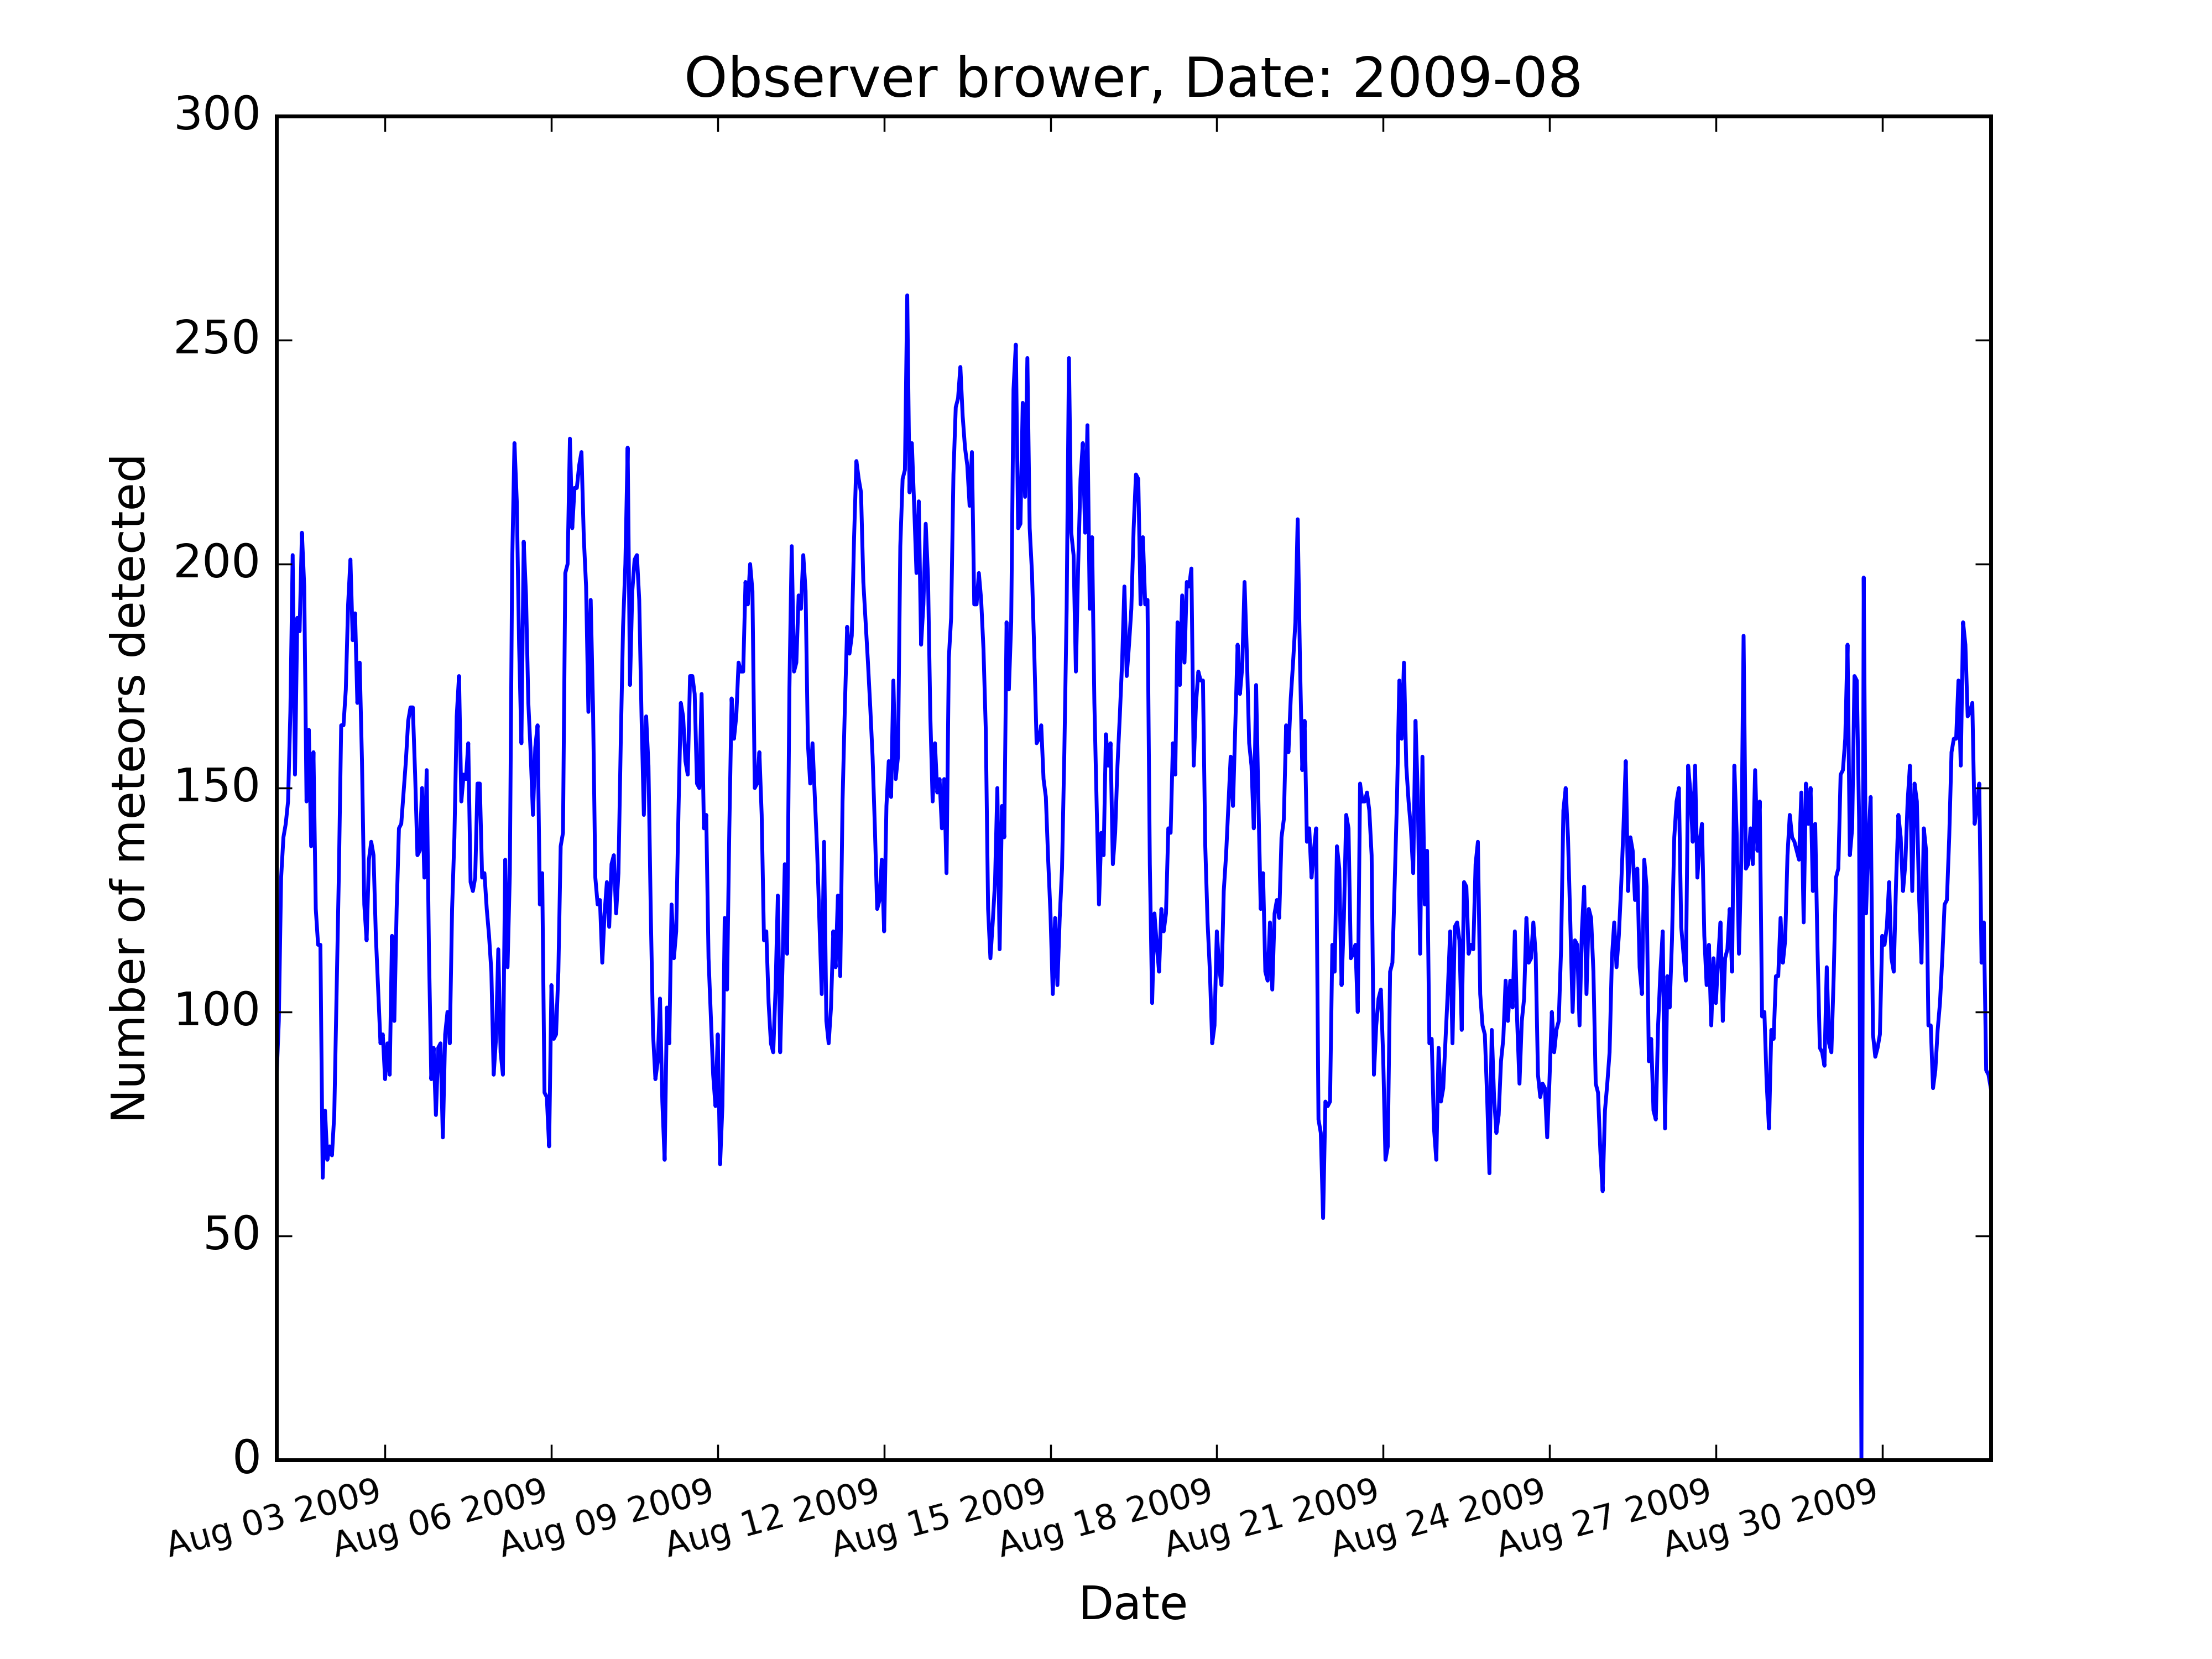 Observer brower, Date: 2009-08
300
250
200
150
100
50
0
Number of meteors detected
Aug 03 2009
Aug 06 2009
Aug 09 2009
Aug 12 2009
Aug 15 2009
Aug 18 2009
Aug 21 2009
Aug 24 2009
Aug 27 2009
Aug 30 2009
Date